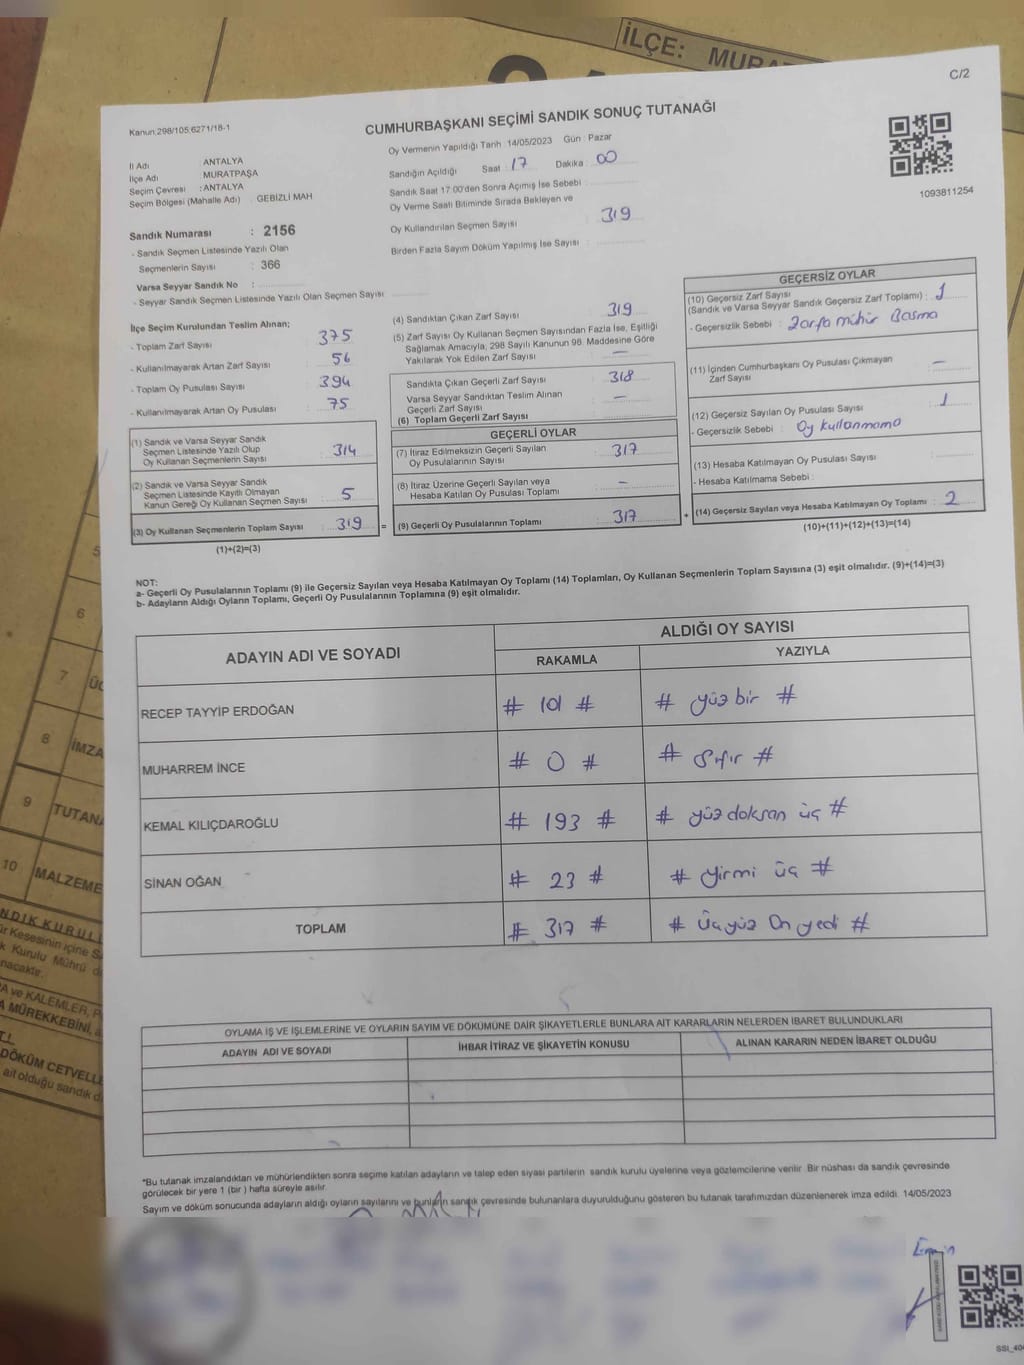 İLÇE: MURAT
C/2
Kanun:298/105,6271/18-1
CUMHURBAŞKANI SEÇİMİ SANDIK SONUÇ TUTANAĞI
Oy Vermenin Yapıldığı Tarih : 14/05/2023 Gün : Pazar
İl Adı : ANTALYA
İlçe Adı : MURATPAŞA
Seçim Çevresi : ANTALYA
Seçim Bölgesi (Mahalle Adı) : GEBİZLİ MAH
Sandığın Açıldığı Saat : 17 Dakika : 00
Sandık Saat 17:00'den Sonra Açımış İse Sebebi :
Oy Verme Saati Bitiminde Sırada Bekleyen ve
Oy Kullandırılan Seçmen Sayısı : 319
Birden Fazla Sayım Döküm Yapılmış İse Sayısı :
1093811254
Sandık Numarası : 2156
- Sandık Seçmen Listesinde Yazılı Olan
Seçmenlerin Sayısı : 366
Varsa Seyyar Sandık No :
- Seyyar Sandık Seçmen Listesinde Yazılı Olan Seçmen Sayısı :
İlçe Seçim Kurulundan Teslim Alınan;
- Toplam Zarf Sayısı : 375
- Kullanılmayarak Artan Zarf Sayısı : 56
- Toplam Oy Pusulası Sayısı : 394
- Kullanılmayarak Artan Oy Pusulası : 75
(1) Sandık ve Varsa Seyyar Sandık
Seçmen Listesinde Yazılı Olup
Oy Kullanan Seçmenlerin Sayısı : 314
(2) Sandık ve Varsa Seyyar Sandık
Seçmen Listesinde Kayıtlı Olmayan
Kanun Gereği Oy Kullanan Seçmen Sayısı : 5
(3) Oy Kullanan Seçmenlerin Toplam Sayısı : 319 =
(1)+(2)=(3)
(4) Sandıktan Çıkan Zarf Sayısı : 319
(5) Zarf Sayısı Oy Kullanan Seçmen Sayısından Fazla İse, Eşitliği
Sağlamak Amacıyla, 298 Sayılı Kanunun 98. Maddesine Göre
Yakılarak Yok Edilen Zarf Sayısı : —
Sandıkta Çıkan Geçerli Zarf Sayısı : 318
Varsa Seyyar Sandıktan Teslim Alınan
Geçerli Zarf Sayısı : —
(6) Toplam Geçerli Zarf Sayısı :
GEÇERLİ OYLAR
(7) İtiraz Edilmeksizin Geçerli Sayılan
Oy Pusulalarının Sayısı : 317
(8) İtiraz Üzerine Geçerli Sayılan veya
Hesaba Katılan Oy Pusulası Toplamı : —
(9) Geçerli Oy Pusulalarının Toplamı : 317 +
GEÇERSİZ OYLAR
(10) Geçersiz Zarf Sayısı
(Sandık ve Varsa Seyyar Sandık Geçersiz Zarf Toplamı) : 1
- Geçersizlik Sebebi : Zarfa mühür Basma
(11) İçinden Cumhurbaşkanı Oy Pusulası Çıkmayan
Zarf Sayısı : —
(12) Geçersiz Sayılan Oy Pusulası Sayısı : 1
- Geçersizlik Sebebi : Oy kullanmama
(13) Hesaba Katılmayan Oy Pusulası Sayısı :
- Hesaba Katılmama Sebebi :
(14) Geçersiz Sayılan veya Hesaba Katılmayan Oy Toplamı : 2
(10)+(11)+(12)+(13)=(14)
NOT:
a- Geçerli Oy Pusulalarının Toplamı (9) ile Geçersiz Sayılan veya Hesaba Katılmayan Oy Toplamı (14) Toplamları, Oy Kullanan Seçmenlerin Toplam Sayısına (3) eşit olmalıdır. (9)+(14)=(3)
b- Adayların Aldığı Oyların Toplamı, Geçerli Oy Pusulalarının Toplamına (9) eşit olmalıdır.
ADAYIN ADI VE SOYADI
ALDIĞI OY SAYISI
RAKAMLA YAZIYLA
RECEP TAYYİP ERDOĞAN # 101 # # yüz bir #
MUHARREM İNCE # 0 # # sıfır #
KEMAL KILIÇDAROĞLU # 193 # # yüz doksan üç #
SİNAN OĞAN # 23 # # yirmi üç #
TOPLAM # 317 # # Üçyüz On yedi #
OYLAMA İŞ VE İŞLEMLERİNE VE OYLARIN SAYIM VE DÖKÜMÜNE DAİR ŞİKAYETLERLE BUNLARA AİT KARARLARIN NELERDEN İBARET BULUNDUKLARI
ADAYIN ADI VE SOYADI İHBAR İTİRAZ VE ŞİKAYETİN KONUSU ALINAN KARARIN NEDEN İBARET OLDUĞU
*Bu tutanak imzalandıktan ve mühürlendikten sonra seçime katılan adayların ve talep eden siyasi partilerin sandık kurulu üyelerine veya gözlemcilerine verilir. Bir nüshası da sandık çevresinde
görülecek bir yere 1 (bir) hafta süreyle asılır.
Sayım ve döküm sonucunda adayların aldığı oyların sayılarını ve bunların sandık çevresinde bulunanlara duyurulduğunu gösteren bu tutanak tarafımızdan düzenlenerek imza edildi. 14/05/2023
5
6
7 ÜÇ
8 İMZA
9 TUTANA
10 MALZEME
NDIK KURULU
ür Kesesinin içine S
k Kurulu Mührü d
nacaktır.
A ve KALEMLER, P
A MÜREKKEBİNİ, a
DÖKÜM CETVELLE
ait olduğu sandık d